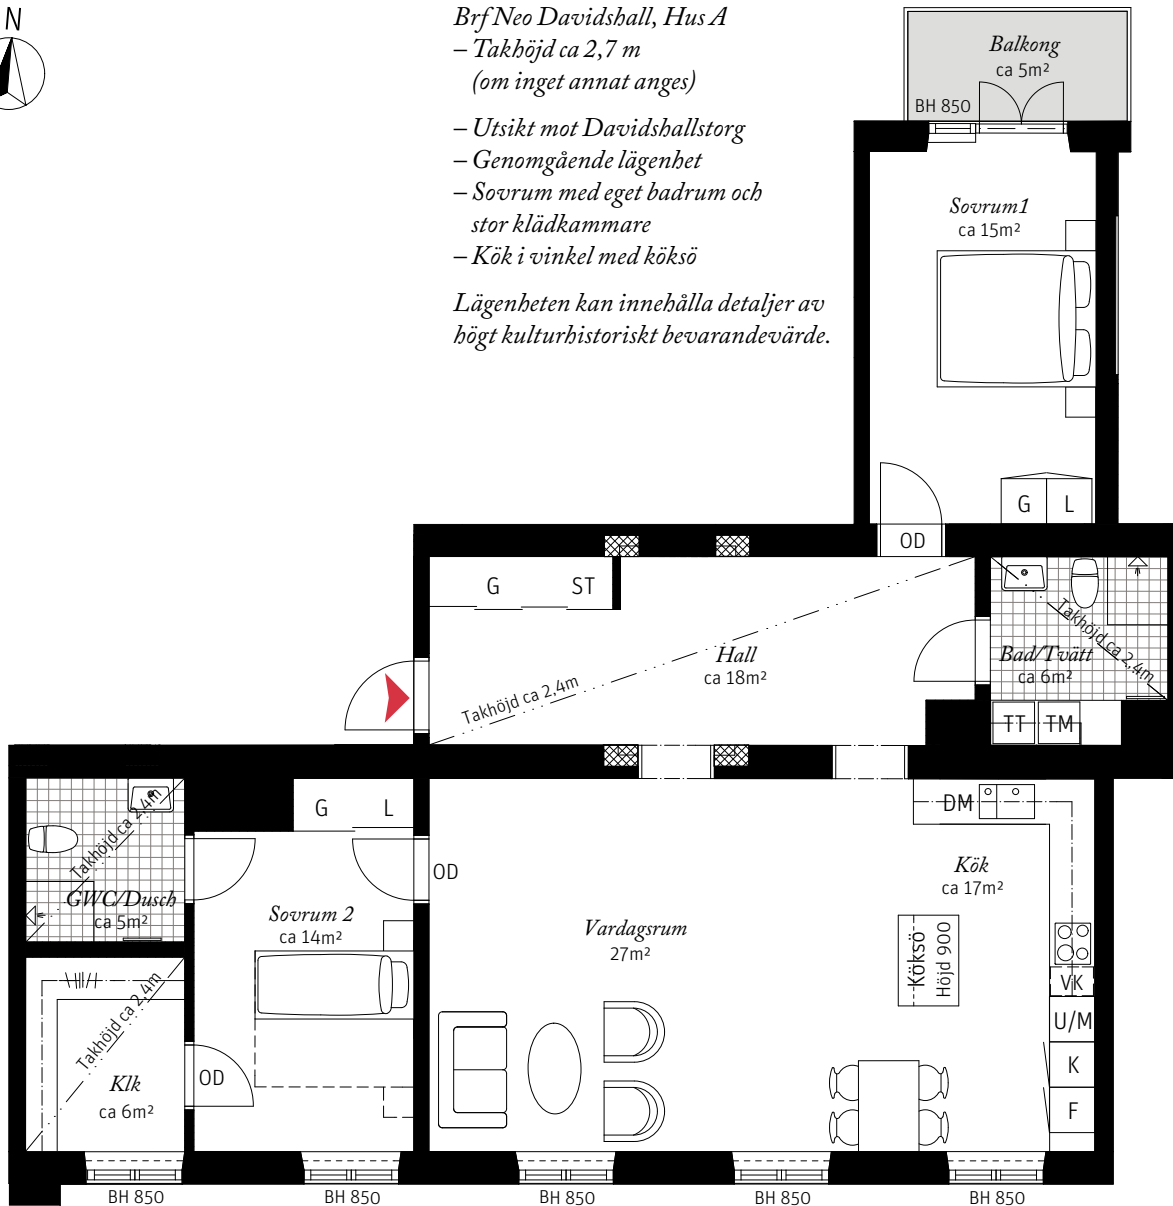 N
Brf Neo Davidshall, Hus A
– Takhöjd ca 2,7 m
(om inget annat anges)
– Utsikt mot Davidshallstorg
– Genomgående lägenhet
– Sovrum med eget badrum och
stor klädkammare
– Kök i vinkel med köksö
Lägenheten kan innehålla detaljer av
högt kulturhistoriskt bevarandevärde.
Balkong
ca 5m²
BH 850
Sovrum1
ca 15m²
G L
OD
G ST
Hall
ca 18m²
Takhöjd ca 2,4m
Takhöjd ca 2,4m
Bad/Tvätt
ca 6m²
TT TM
Takhöjd ca 2,4m
GWC/Dusch
ca 5m²
G L
OD
Sovrum 2
ca 14m²
Vardagsrum
27m²
DM
Kök
ca 17m²
Köksö
Höjd 900
VK
U/M
K
F
Takhöjd ca 2,4m
Klk
ca 6m²
OD
BH 850
BH 850
BH 850
BH 850
BH 850